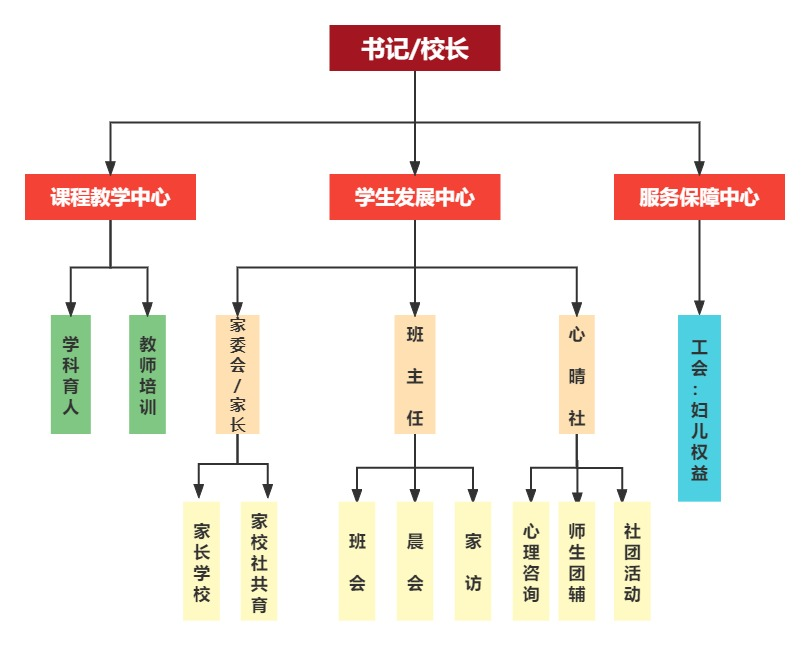 书记/校长
课程教学中心
学生发展中心
服务保障中心
学科育人
教师培训
家委会/家长
班主任
心晴社
工会:妇儿权益
家长学校
家校社共育
班会
晨会
家访
心理咨询
师生团辅
社团活动